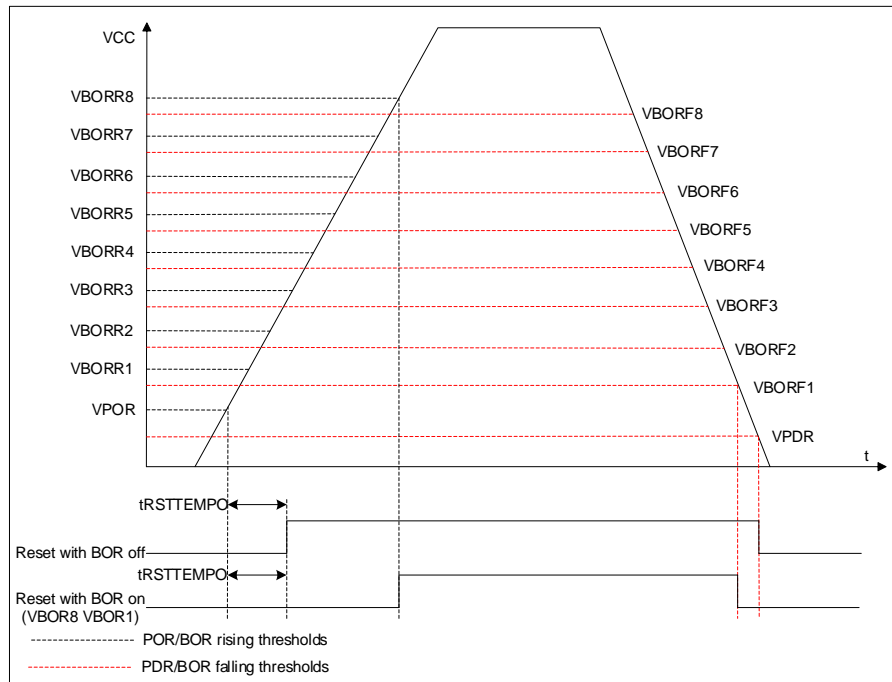 VCC
VBORR8
VBORF8
VBORR7
VBORF7
VBORR6
VBORF6
VBORR5
VBORF5
VBORR4
VBORF4
VBORR3
VBORF3
VBORR2
VBORF2
VBORR1
VBORF1
VPOR
VPDR
t
tRSTTEMPO
Reset with BOR off
tRSTTEMPO
Reset with BOR on
(VBOR8 VBOR1)
POR/BOR rising thresholds
PDR/BOR falling thresholds